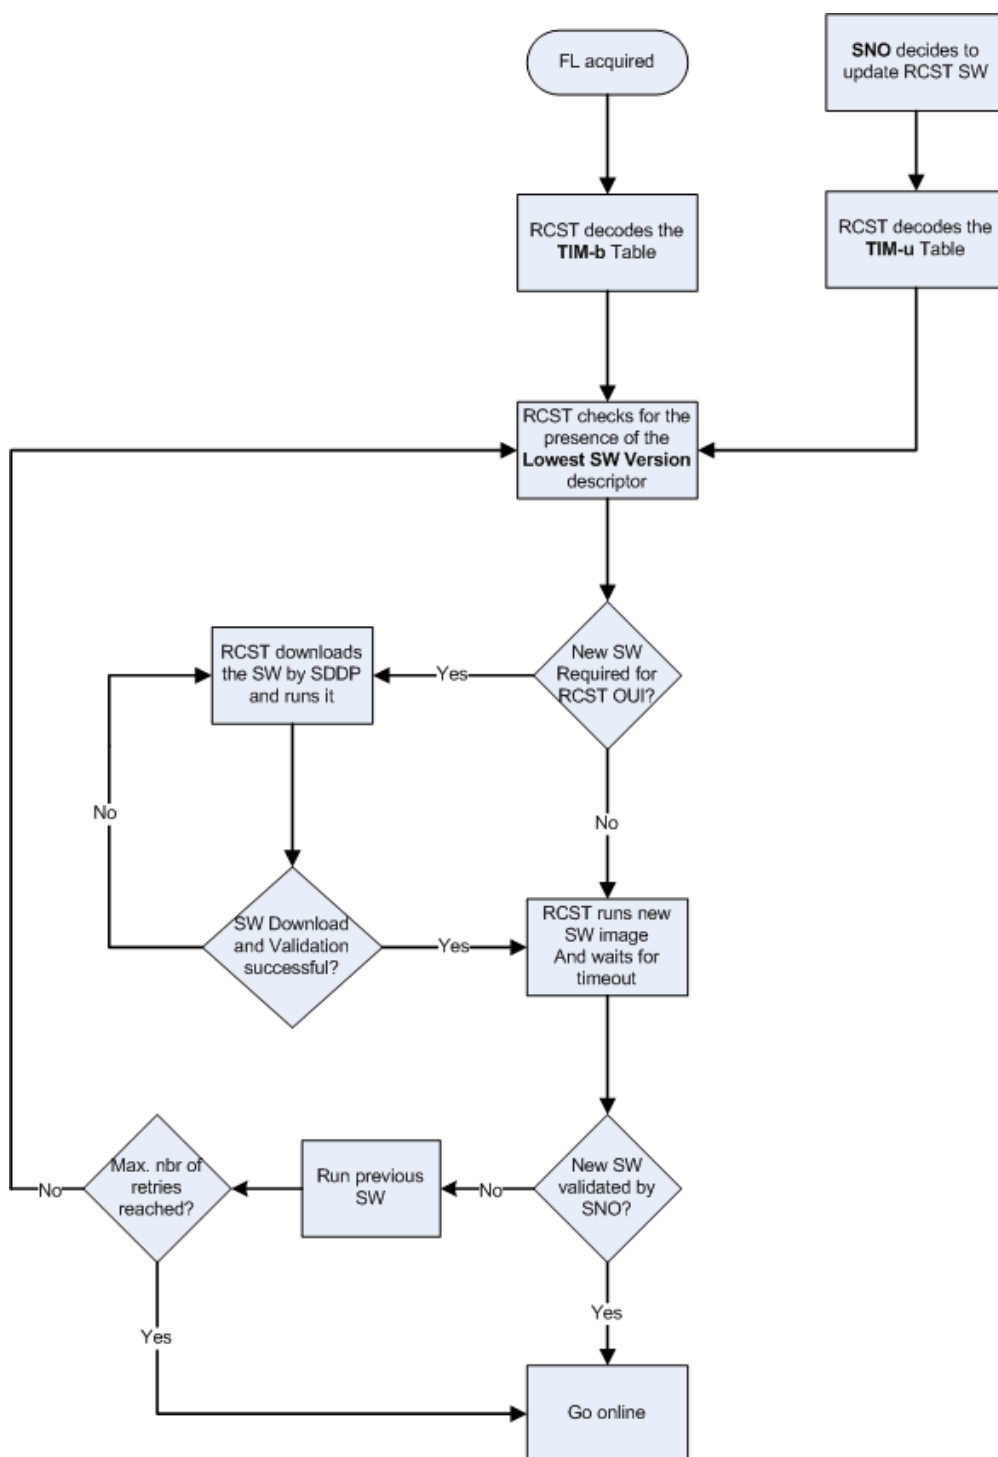 FL acquired
SNO decides to
update RCST SW
RCST decodes the
TIM-b Table
RCST decodes the
TIM-u Table
RCST checks for the
presence of the
Lowest SW Version
descriptor
RCST downloads
the SW by SDDP
and runs it
Yes
New SW
Required for
RCST OUI?
No
No
SW Download
and Validation
successful?
Yes
RCST runs new
SW image
And waits for
timeout
No
Max. nbr of
retries
reached?
Run previous
SW
No
New SW
validated by
SNO?
Yes
Yes
Go online